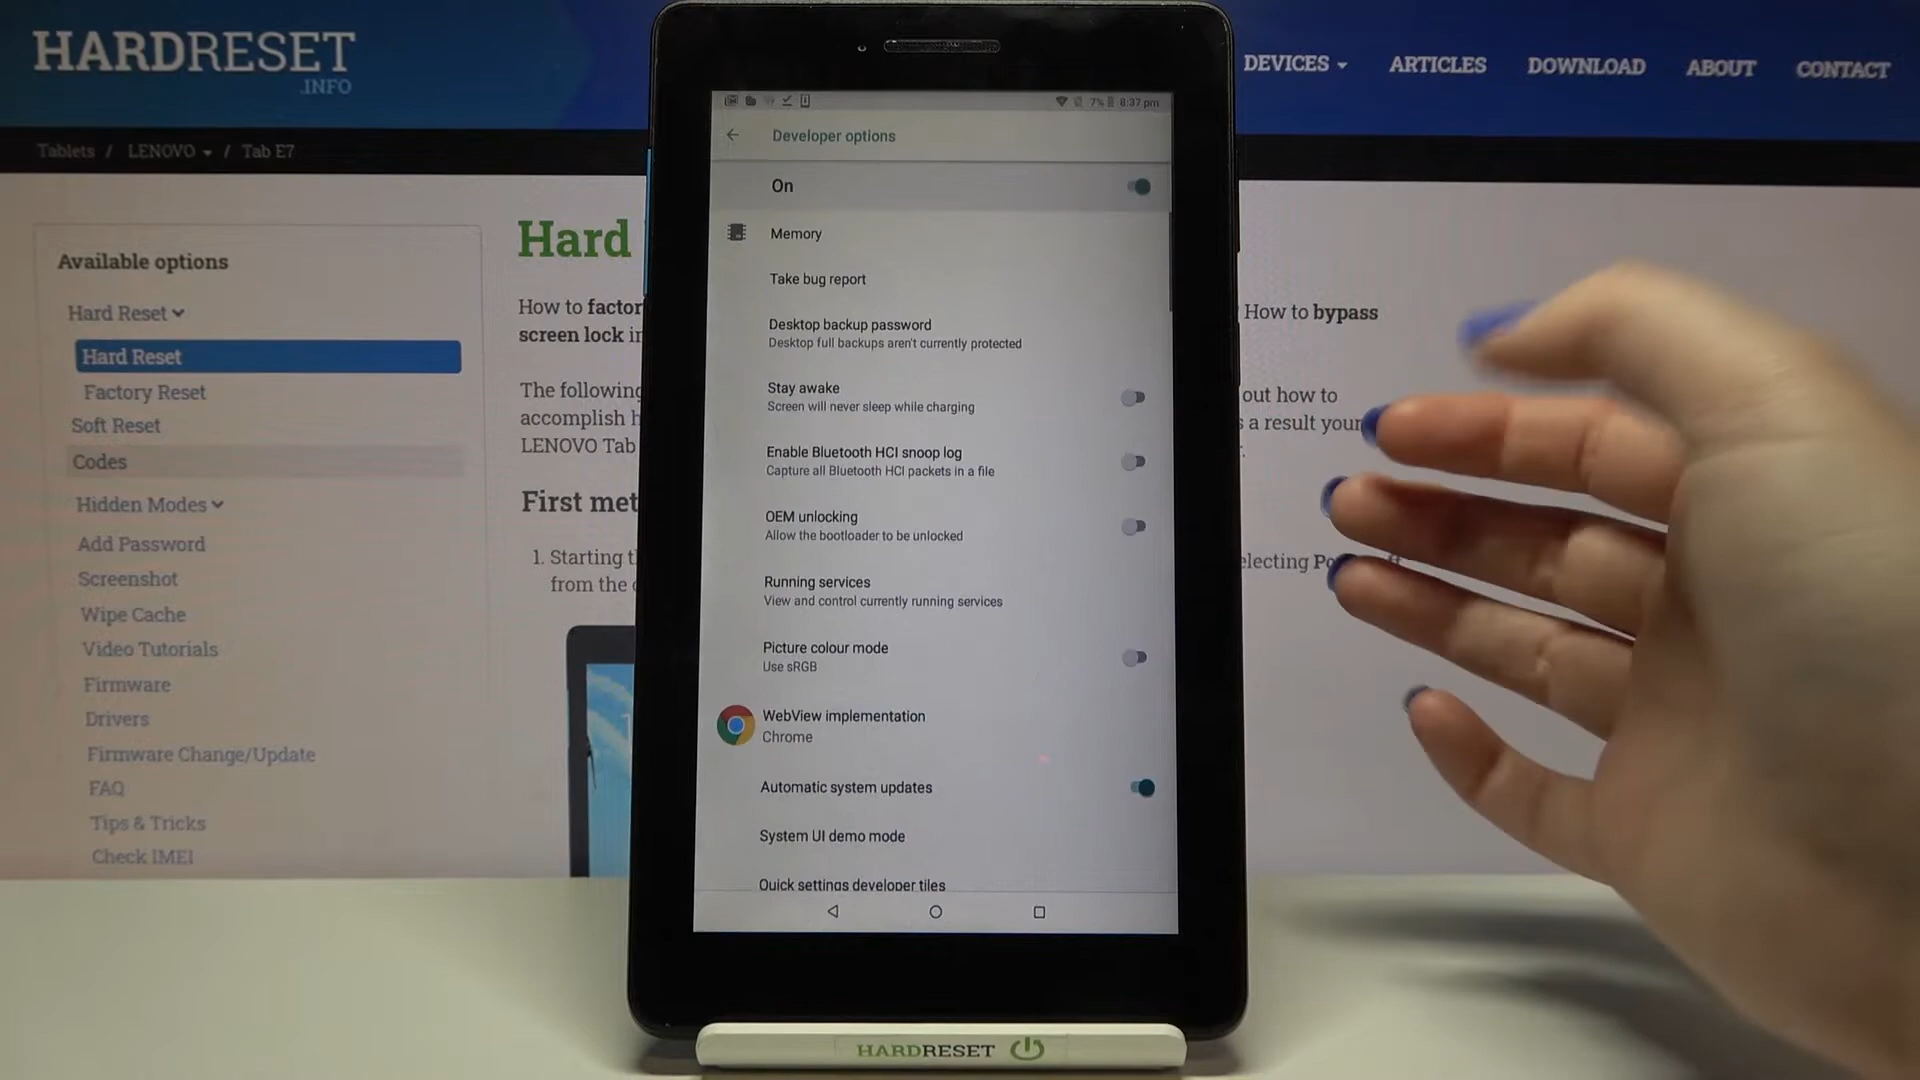 HARDRESET
.INFO
DEVICES
ARTICLES
DOWNLOAD
ABOUT
CONTACT
Tablets / LENOVO / Tab E7
Available options
Hard Reset
Hard Reset
Factory Reset
Soft Reset
Codes
Hidden Modes
Add Password
Screenshot
Wipe Cache
Video Tutorials
Firmware
Drivers
Firmware Change/Update
FAQ
Tips & Tricks
Check IMEI
Hard
How to factor
screen lock in
The following
accomplish h
LENOVO Tab
First met
1. Starting t
from the
7% 8:37 pm
Developer options
On
Memory
Take bug report
Desktop backup password
Desktop full backups aren't currently protected
Stay awake
Screen will never sleep while charging
Enable Bluetooth HCI snoop log
Capture all Bluetooth HCI packets in a file
OEM unlocking
Allow the bootloader to be unlocked
Running services
View and control currently running services
Picture colour mode
Use sRGB
WebView implementation
Chrome
Automatic system updates
System UI demo mode
Quick settings developer tiles
How to bypass
out how to
s a result your
electing
HARDRESET